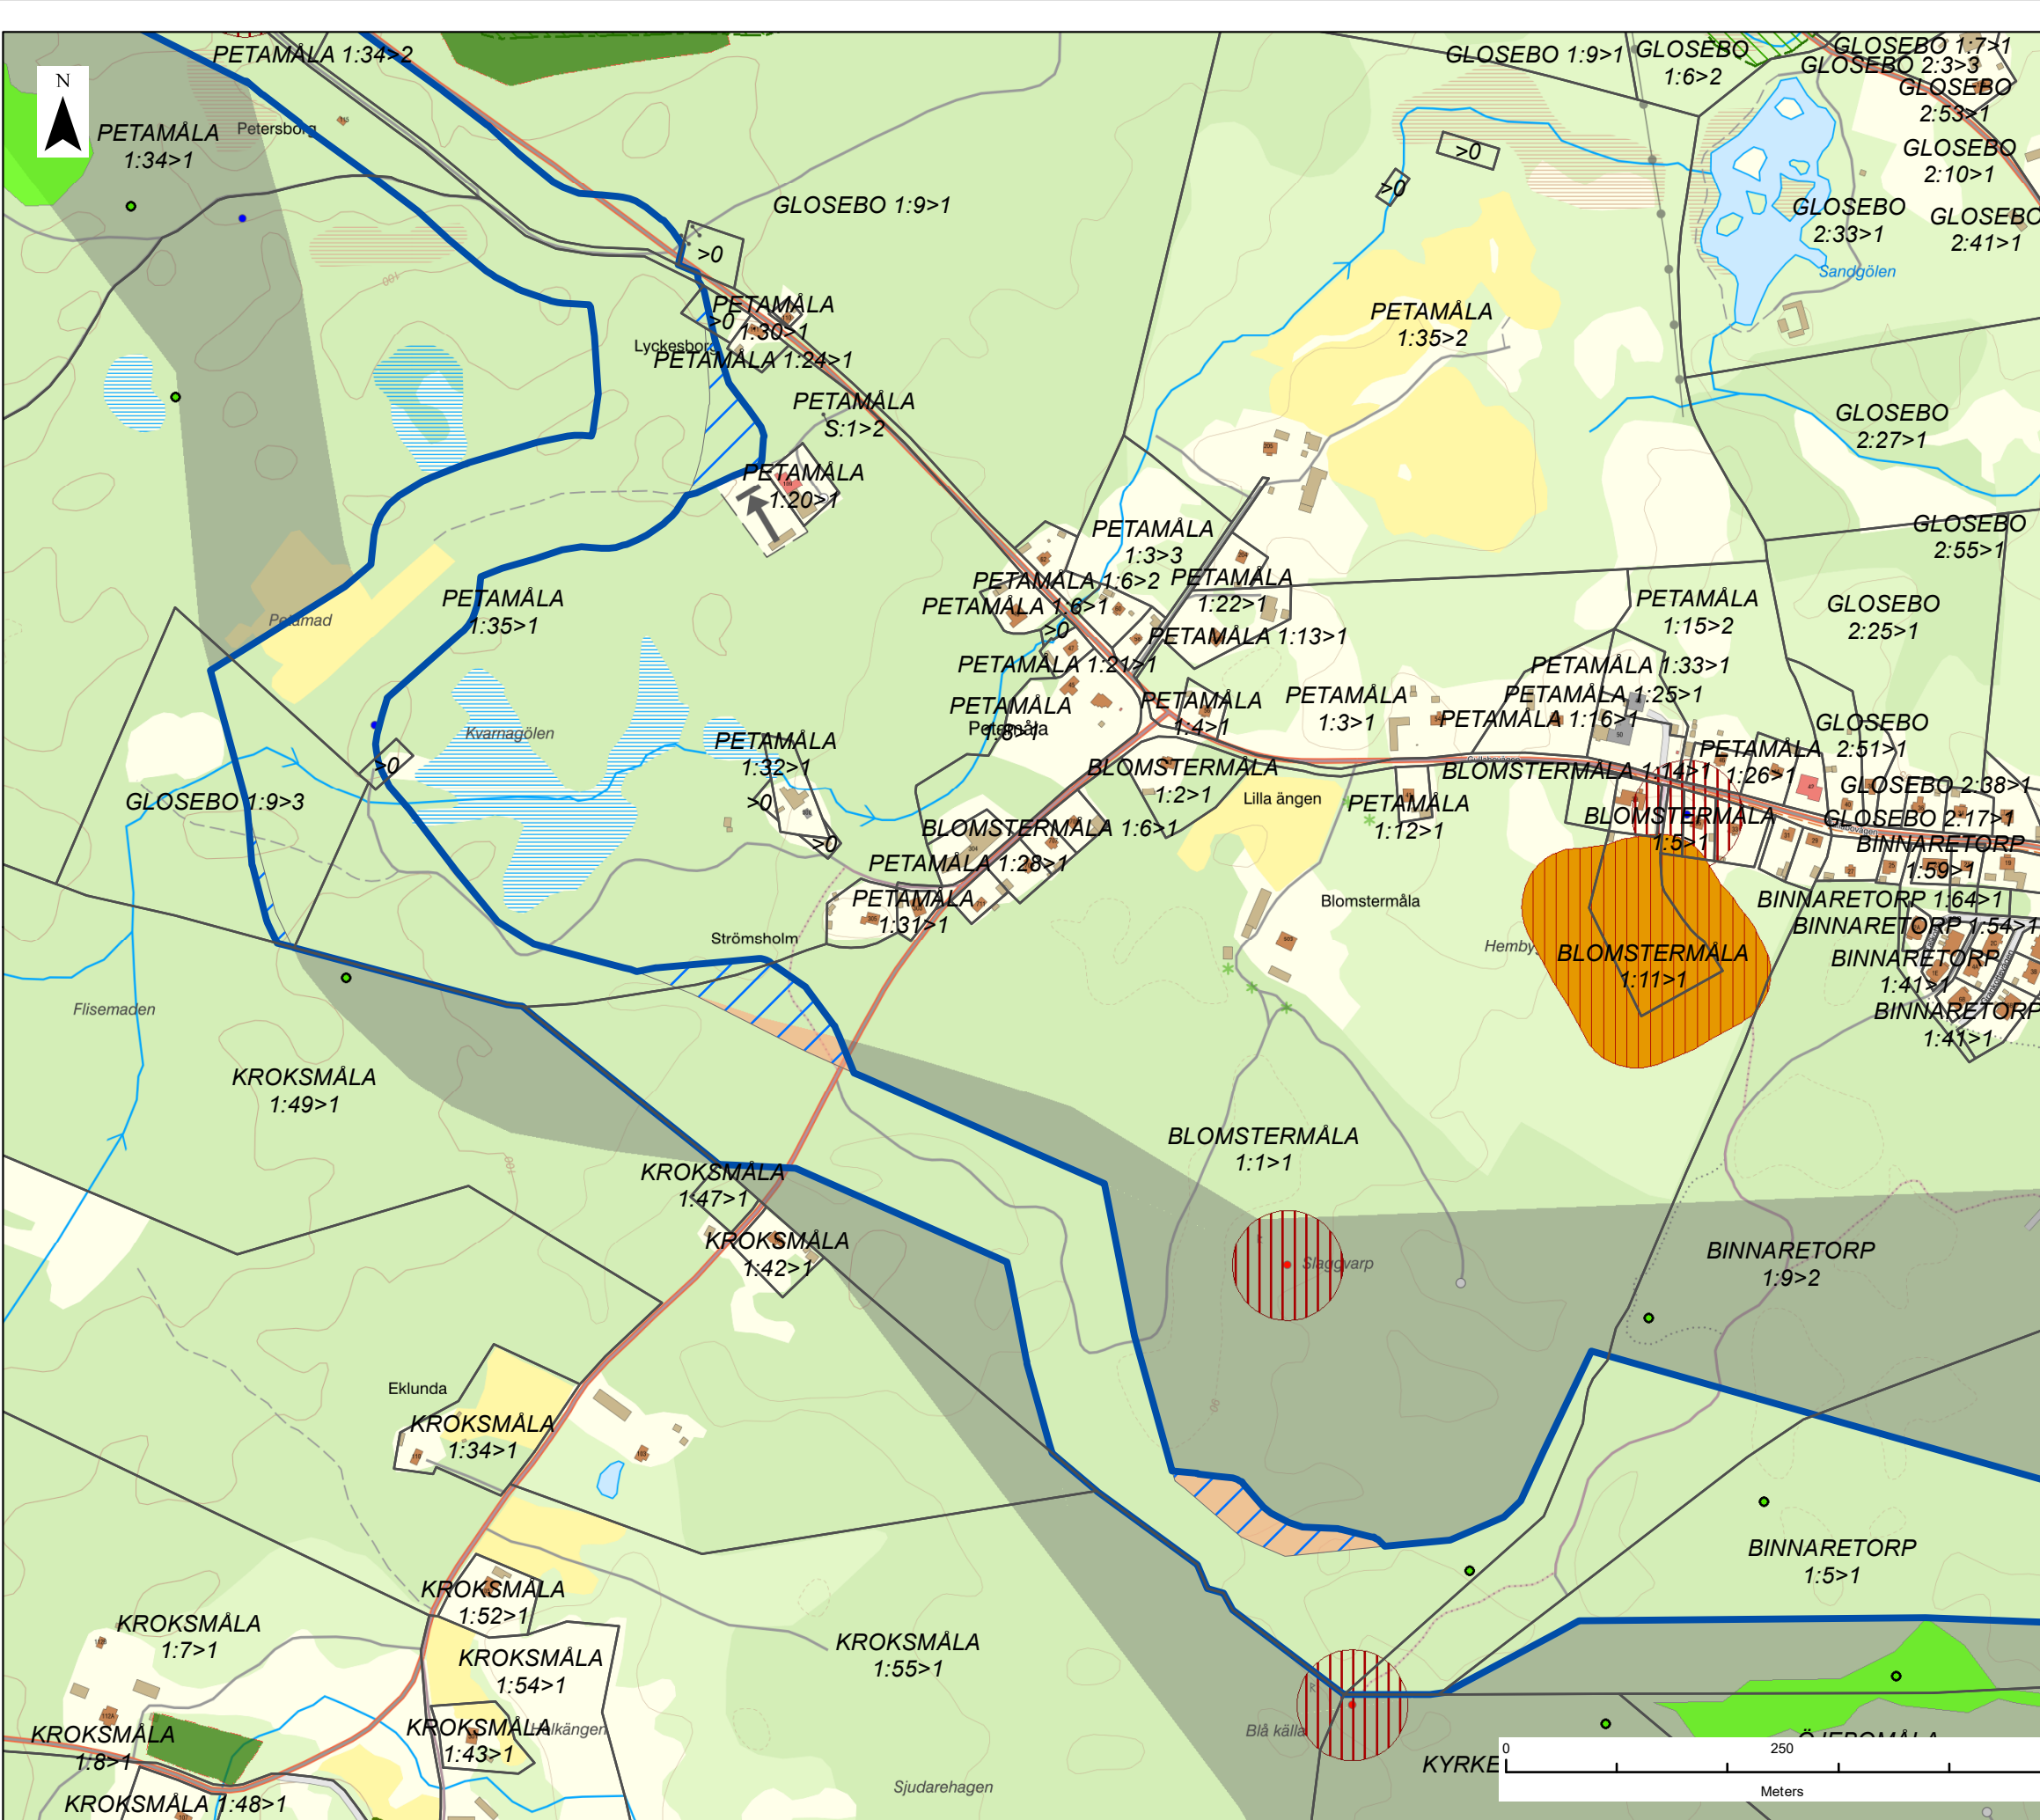 PETAMÅLA 1:34>2
GLOSEBO 1:9>1
GLOSEBO
1:6>2
GLOSEBO 1:7>1
GLOSEBO 2:3>3
GLOSEBO
2:53>1
N
PETAMÅLA
1:34>1
Petersborg
>0
>0
GLOSEBO
2:10>1
GLOSEBO 1:9>1
GLOSEBO
2:33>1
GLOSEBO
2:41>1
>0
Sandgölen
100
PETAMÅLA
1:30>1
>0
Lyckesborg
PETAMÅLA 1:24>1
PETAMÅLA
1:35>2
PETAMÅLA
S:1>2
GLOSEBO
2:27>1
PETAMÅLA
1:20>1
PETAMÅLA
1:3>3
GLOSEBO
2:55>1
PETAMÅLA 1:6>2
PETAMÅLA
1:22>1
PETAMÅLA 1:6>1
>0
PETAMÅLA
1:35>1
Petamad
PETAMÅLA
1:15>2
GLOSEBO
2:25>1
PETAMÅLA 1:13>1
PETAMÅLA 1:21>1
PETAMÅLA 1:33>1
PETAMÅLA
Petamåla
PETAMÅLA
1:4>1
PETAMÅLA
1:3>1
PETAMÅLA 1:25>1
PETAMÅLA 1:16>1
Kvarnagölen
PETAMÅLA
1:32>1
>0
>0
>0
GLOSEBO
2:51>1
PETAMÅLA
1:26>1
BLOMSTERMÅLA
1:2>1
BLOMSTERMÅLA 1:14>1
GLOSEBO 2:38>1
GLOSEBO 1:9>3
Lilla ängen
PETAMÅLA
1:12>1
BLOMSTERMÅLA
1:5>1
GLOSEBO 2:17>1
BLOMSTERMÅLA 1:6>1
BINNARETORP
1:59>1
PETAMÅLA 1:28>1
PETAMÅLA
1:31>1
Blomstermåla
BINNARETORP 1:64>1
BINNARETORP 1:54>1
Strömsholm
BLOMSTERMÅLA
1:11>1
BINNARETORP
1:41>1
Flisemaden
BINNARETORP
1:41>1
KROKSMÅLA
1:49>1
BLOMSTERMÅLA
1:1>1
100
KROKSMÅLA
1:47>1
KROKSMÅLA
1:42>1
Slaggvarp
BINNARETORP
1:9>2
Eklunda
KROKSMÅLA
1:34>1
90
BINNARETORP
1:5>1
KROKSMÅLA
1:52>1
KROKSMÅLA
1:7>1
KROKSMÅLA
1:54>1
KROKSMÅLA
1:55>1
KROKSMÅLA
1:43>1
KROKSMÅLA
1:8>1
Blå källa
KYRKE
0
250
Meters
Sjudarehagen
KROKSMÅLA 1:48>1